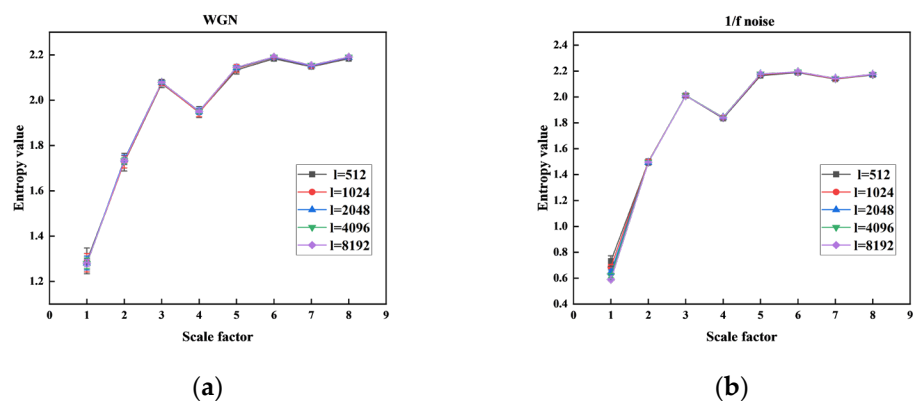 WGN
2.2
2.0
1.8
1.6
1.4
1.2
Entropy value
l=512
l=1024
l=2048
l=4096
l=8192
0 1 2 3 4 5 6 7 8 9
Scale factor
(a)
1/f noise
2.4
2.2
2.0
1.8
1.6
1.4
1.2
1.0
0.8
0.6
0.4
Entropy value
l=512
l=1024
l=2048
l=4096
l=8192
0 1 2 3 4 5 6 7 8 9
Scale factor
(b)